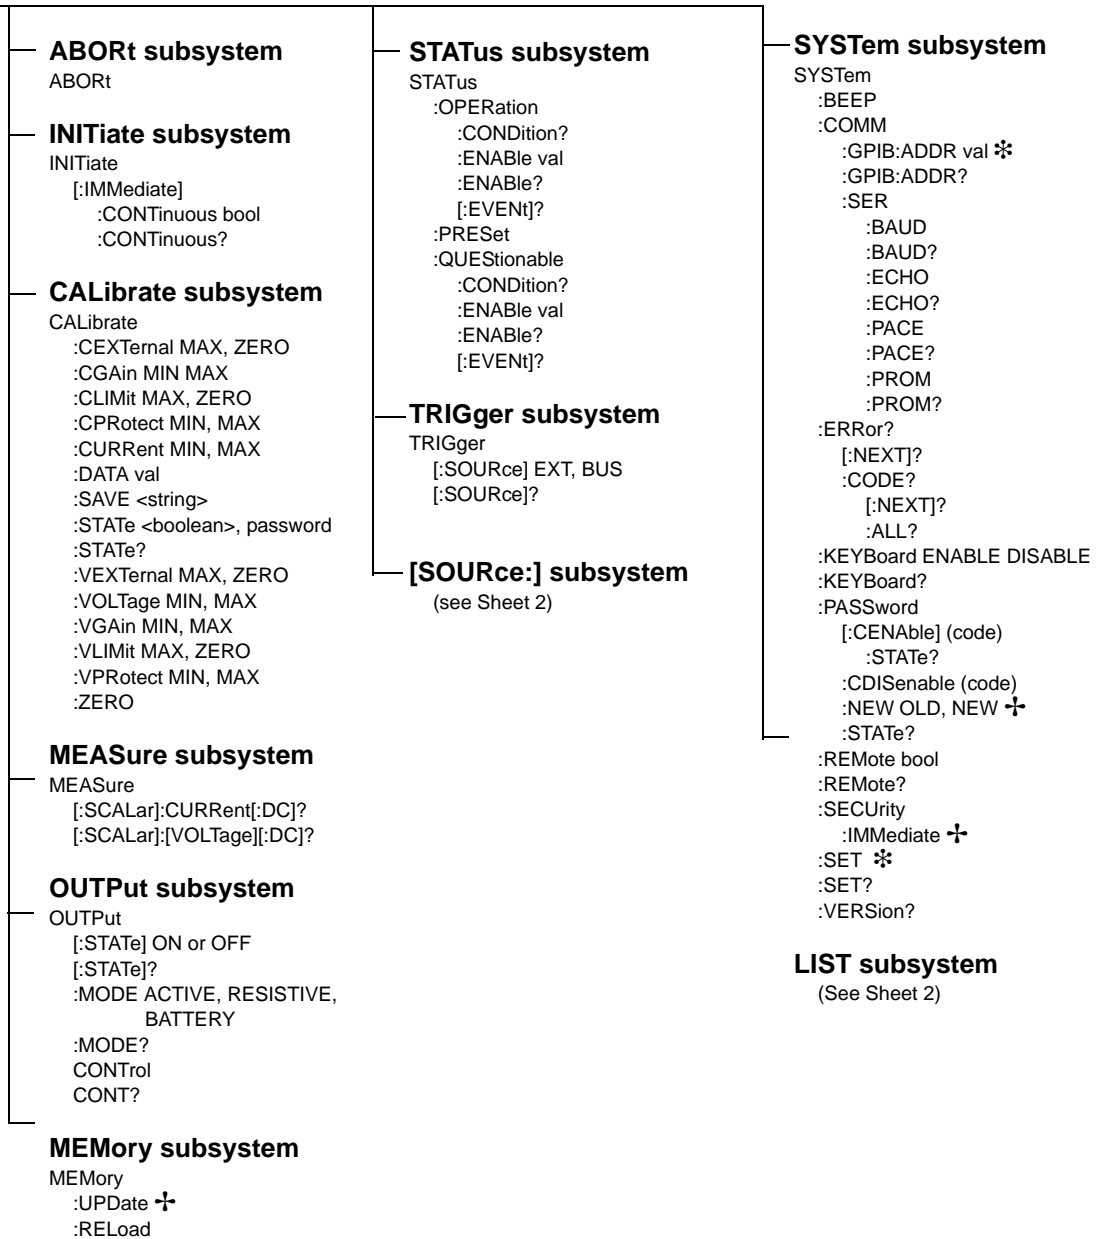 ABORt subsystem
ABORt
INITiate subsystem
INITiate
[:IMMediate]
:CONTinuous bool
:CONTinuous?
CALibrate subsystem
CALibrate
:CEXTernal MAX, ZERO
:CGAin MIN MAX
:CLIMit MAX, ZERO
:CPRotect MIN, MAX
:CURRent MIN, MAX
:DATA val
:SAVE <string>
:STATe <boolean>, password
:STATe?
:VEXTernal MAX, ZERO
:VOLTage MIN, MAX
:VGAin MIN, MAX
:VLIMit MAX, ZERO
:VPRotect MIN, MAX
:ZERO
MEASure subsystem
MEASure
[:SCALar]:CURRent[:DC]?
[:SCALar]:[VOLTage][:DC]?
OUTPut subsystem
OUTPut
[:STATe] ON or OFF
[:STATe]?
:MODE ACTIVE, RESISTIVE,
BATTERY
:MODE?
CONTrol
CONT?
MEMory subsystem
MEMory
:UPDate ✢
:RELoad
STATus subsystem
STATus
:OPERation
:CONDition?
:ENABle val
:ENABle?
[:EVENt]?
:PRESet
:QUEStionable
:CONDition?
:ENABle val
:ENABle?
[:EVENt]?
TRIGger subsystem
TRIGger
[:SOURce] EXT, BUS
[:SOURce]?
[SOURce:] subsystem
(see Sheet 2)
SYSTem subsystem
SYSTem
:BEEP
:COMM
:GPIB:ADDR val ❇
:GPIB:ADDR?
:SER
:BAUD
:BAUD?
:ECHO
:ECHO?
:PACE
:PACE?
:PROM
:PROM?
:ERRor?
[:NEXT]?
:CODE?
[:NEXT]?
:ALL?
:KEYBoard ENABLE DISABLE
:KEYBoard?
:PASSword
[:CENAble] (code)
:STATe?
:CDISenable (code)
:NEW OLD, NEW ✢
:STATe?
:REMote bool
:REMote?
:SECUrity
:IMMediate ✢
:SET ❇
:SET?
:VERSion?
LIST subsystem
(See Sheet 2)